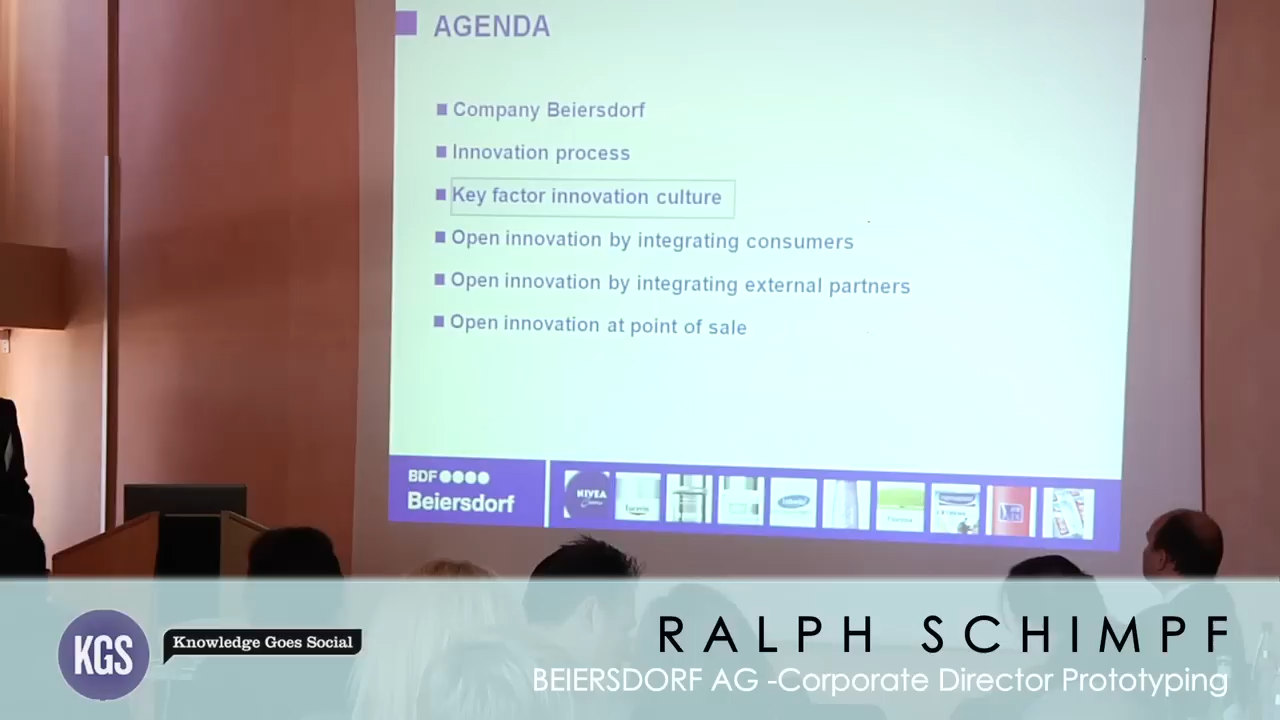 AGENDA
Company Beiersdorf
Innovation process
Key factor innovation culture
Open innovation by integrating consumers
Open innovation by integrating external partners
Open innovation at point of sale
BDF
Beiersdorf
NIVEA
Creme
Eucerin
KGS
Knowledge Goes Social
RALPH SCHIMPF
BEIERSDORF AG -Corporate Director Prototyping